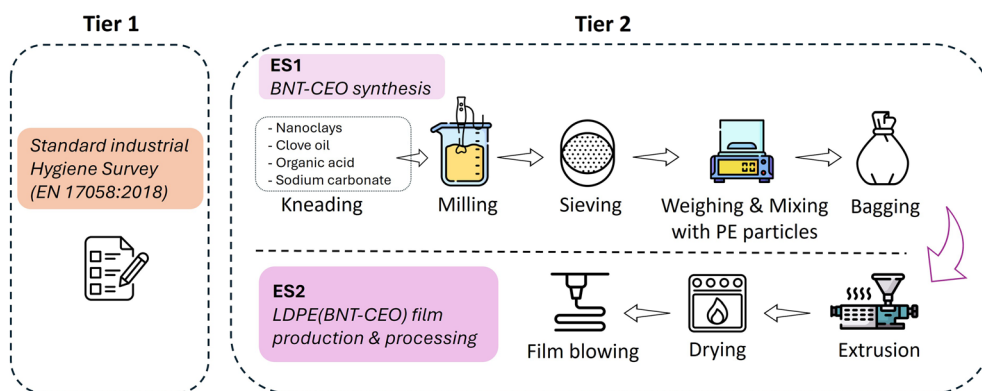 Tier 1
Standard industrial
Hygiene Survey
(EN 17058:2018)
Tier 2
ES1
BNT-CEO synthesis
- Nanoclays
- Clove oil
- Organic acid
- Sodium carbonate
Kneading
Milling
Sieving
Weighing & Mixing
with PE particles
Bagging
ES2
LDPE(BNT-CEO) film
production & processing
Film blowing
Drying
Extrusion